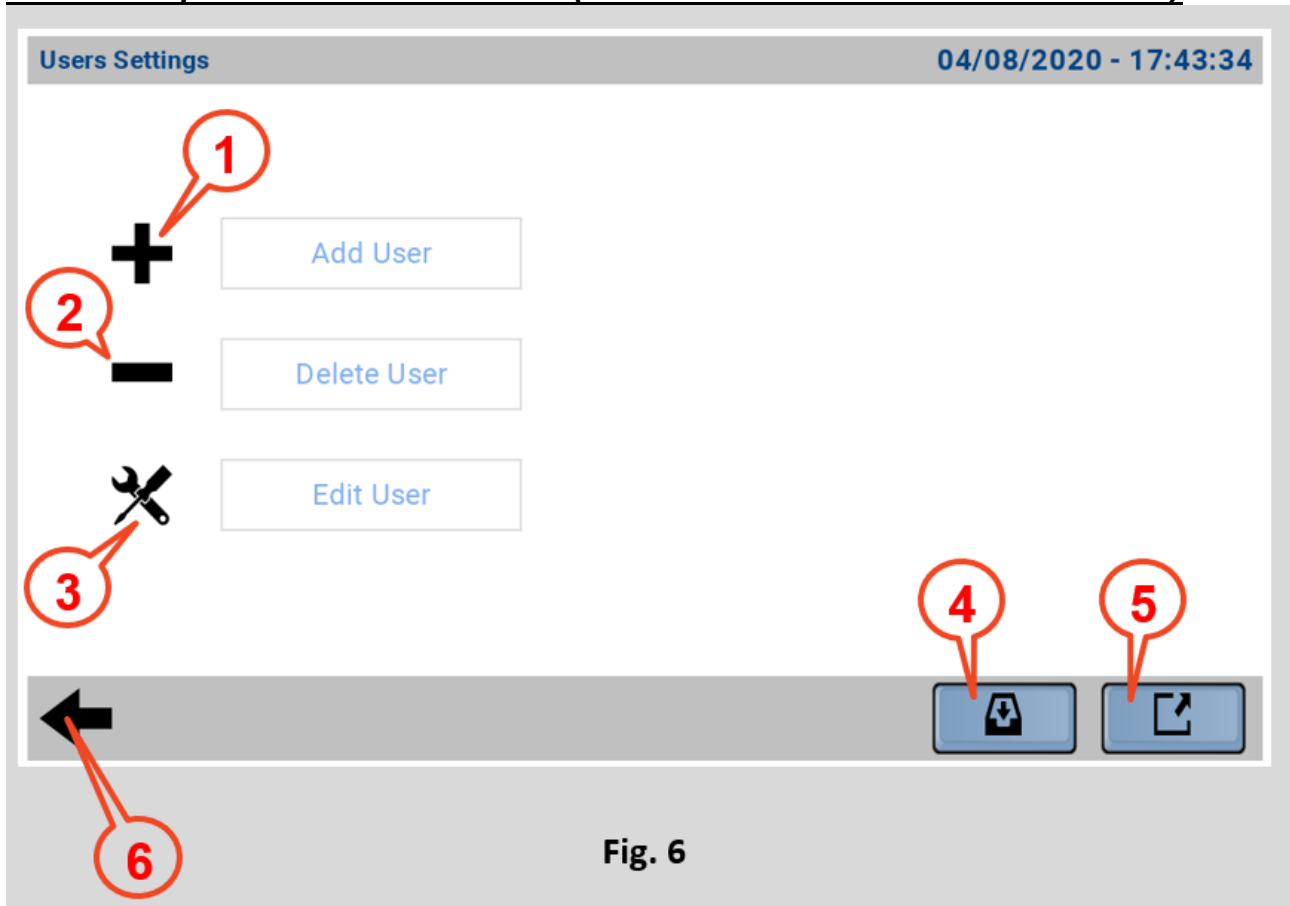 Users Settings
04/08/2020 - 17:43:34
1
Add User
2
Delete User
Edit User
3
4
5
6
Fig. 6